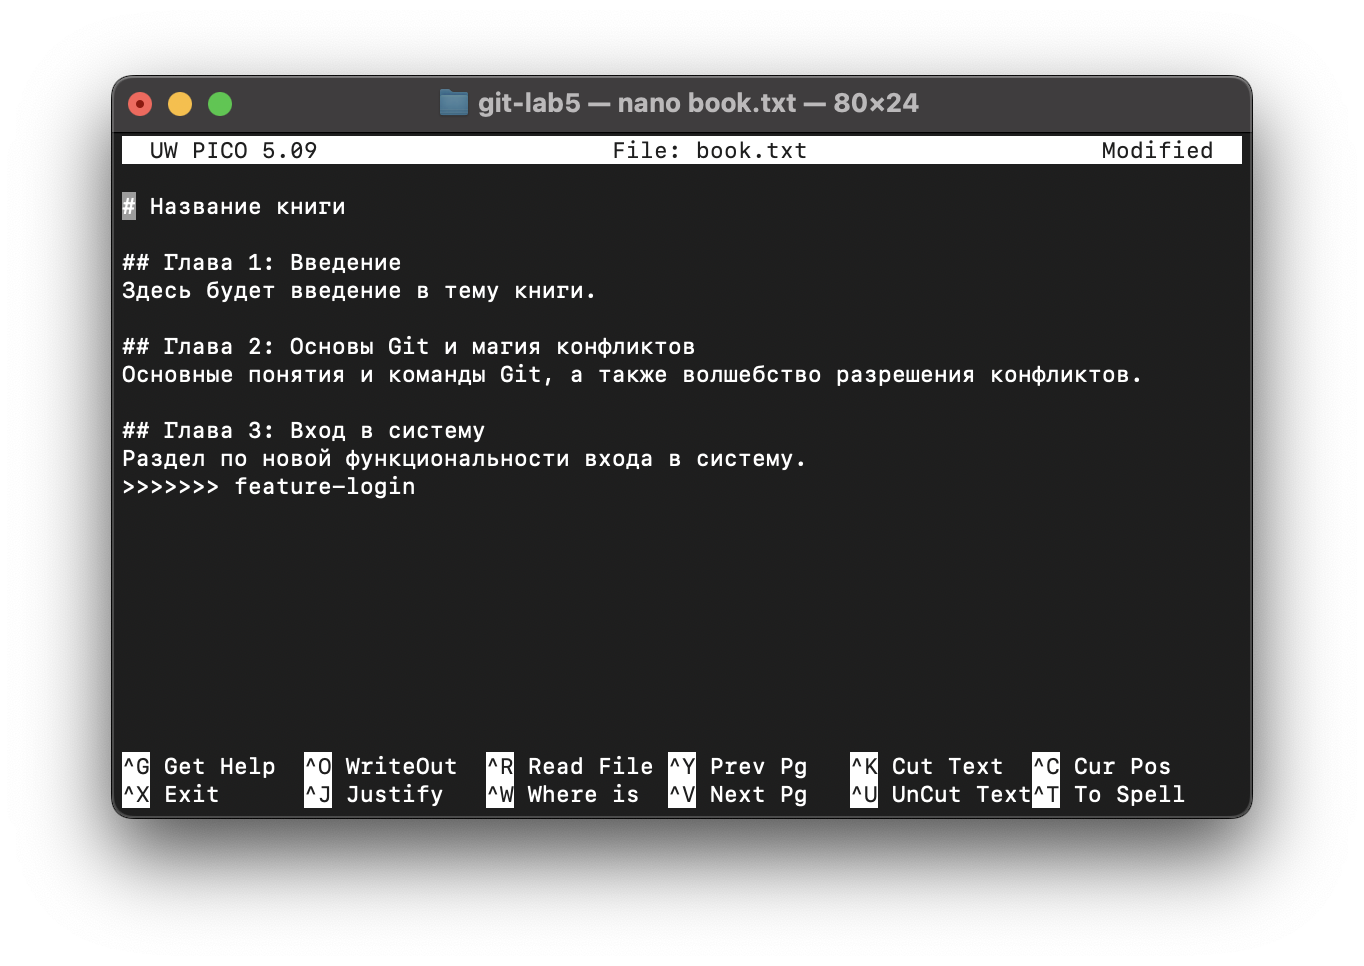 git-lab5 — nano book.txt — 80×24
UW PICO 5.09 File: book.txt Modified
# Название книги
## Глава 1: Введение
Здесь будет введение в тему книги.
## Глава 2: Основы Git и магия конфликтов
Основные понятия и команды Git, а также волшебство разрешения конфликтов.
## Глава 3: Вход в систему
Раздел по новой функциональности входа в систему.
>>>>>>> feature-login
^G Get Help ^O WriteOut ^R Read File ^Y Prev Pg ^K Cut Text ^C Cur Pos
^X Exit ^J Justify ^W Where is ^V Next Pg ^U UnCut Text ^T To Spell